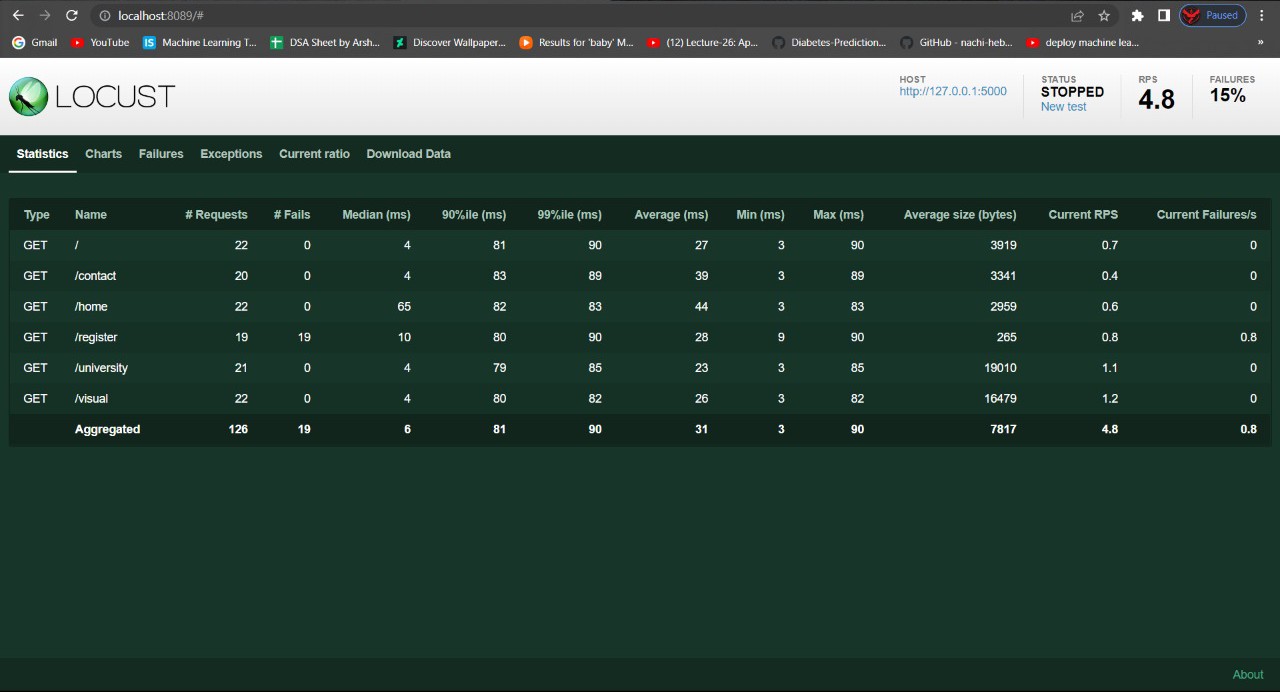 localhost:8089/#
Paused
Gmail YouTube Machine Learning T... DSA Sheet by Arsh... Discover Wallpaper... Results for 'baby' M... (12) Lecture-26: Ap... Diabetes-Prediction... GitHub - nachi-heb... deploy machine lea... »
LOCUST
HOST
http://127.0.0.1:5000
STATUS
STOPPED
New test
RPS
4.8
FAILURES
15%
Statistics Charts Failures Exceptions Current ratio Download Data
Type Name # Requests # Fails Median (ms) 90%ile (ms) 99%ile (ms) Average (ms) Min (ms) Max (ms) Average size (bytes) Current RPS Current Failures/s
GET / 22 0 4 81 90 27 3 90 3919 0.7 0
GET /contact 20 0 4 83 89 39 3 89 3341 0.4 0
GET /home 22 0 65 82 83 44 3 83 2959 0.6 0
GET /register 19 19 10 80 90 28 9 90 265 0.8 0.8
GET /university 21 0 4 79 85 23 3 85 19010 1.1 0
GET /visual 22 0 4 80 82 26 3 82 16479 1.2 0
Aggregated 126 19 6 81 90 31 3 90 7817 4.8 0.8
About